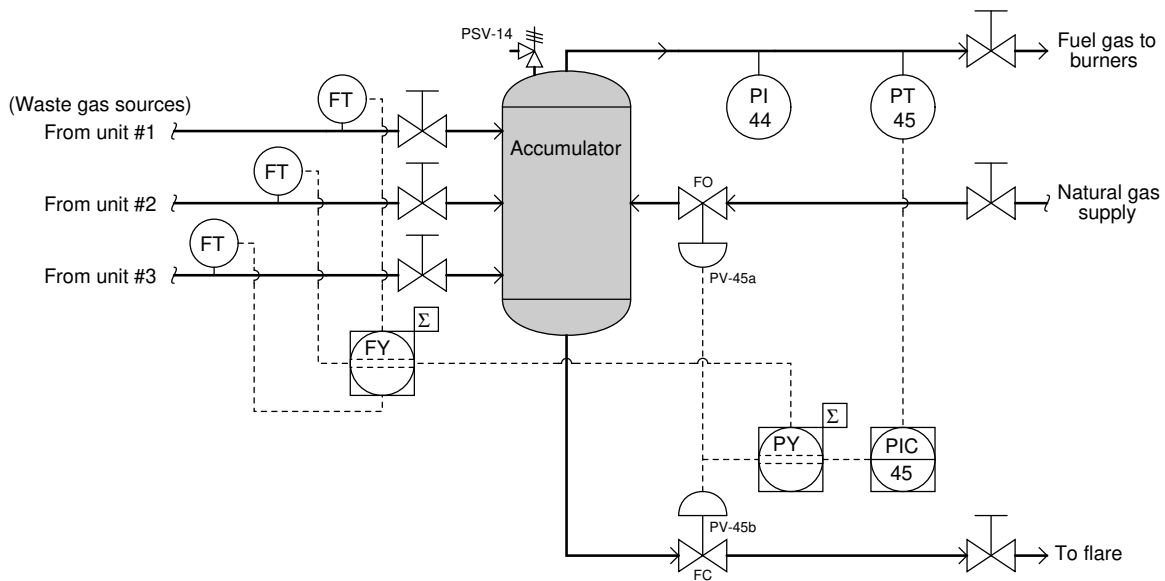 PSV-14
Fuel gas to
burners
(Waste gas sources)
FT
PI
44
PT
45
From unit #1
Accumulator
FT
FO
From unit #2
Natural gas
supply
FT
From unit #3
PV-45a
Σ
FY
Σ
PY
PIC
45
PV-45b
To flare
FC